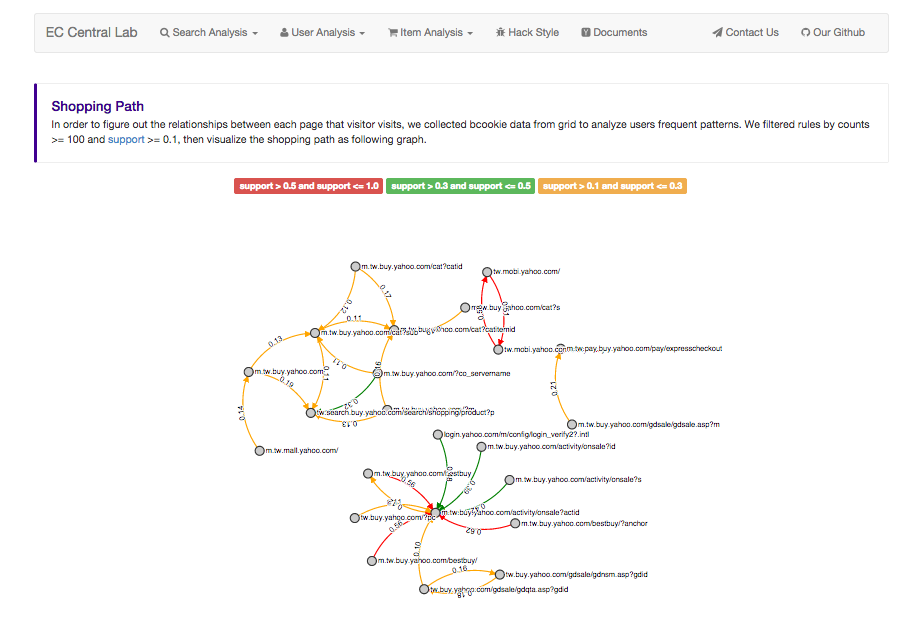 EC Central Lab Search Analysis User Analysis Item Analysis Hack Style Documents Contact Us Our Github
Shopping Path
In order to figure out the relationships between each page that visitor visits, we collected bcookie data from grid to analyze users frequent patterns. We filtered rules by counts
>= 100 and support >= 0.1, then visualize the shopping path as following graph.
support > 0.5 and support <= 1.0 support > 0.3 and support <= 0.5 support > 0.1 and support <= 0.3
m.tw.buy.yahoo.com/cat?catid
tw.mobi.yahoo.com/
0.17
0.12
m.tw.buy.yahoo.com/cat?s
0.11
m.tw.buy.yahoo.com/cat?sub
m.tw.buy.yahoo.com/cat?catitemid
0.13
tw.mobi.yahoo.com
m.tw.pay.buy.yahoo.com/pay/expresscheckout
0.11
m.tw.buy.yahoo.com
0.11
m.tw.buy.yahoo.com/?co_servername
0.19
0.21
0.32
0.14
tw.search.buy.yahoo.com/search/shopping/product?p
0.13
m.tw.buy.yahoo.com/gdsale/gdsale.asp?m
login.yahoo.com/m/config/login_verify2?.intl
m.tw.buy.yahoo.com/activity/onsale?id
tw.mall.yahoo.com/
m.tw.buy.yahoo.com/bestbuy
0.56
m.tw.buy.yahoo.com/activity/onsale?s
0.39
m.tw.buy.yahoo.com/activity/onsale?actid
tw.buy.yahoo.com/?pc
0.56
m.tw.buy.yahoo.com/bestbuy/?anchor
0.62
0.10
m.tw.buy.yahoo.com/bestbuy/
0.16
tw.buy.yahoo.com/gdsale/gdnsm.asp?gdid
tw.buy.yahoo.com/gdsale/gdqta.asp?gdid
0.18